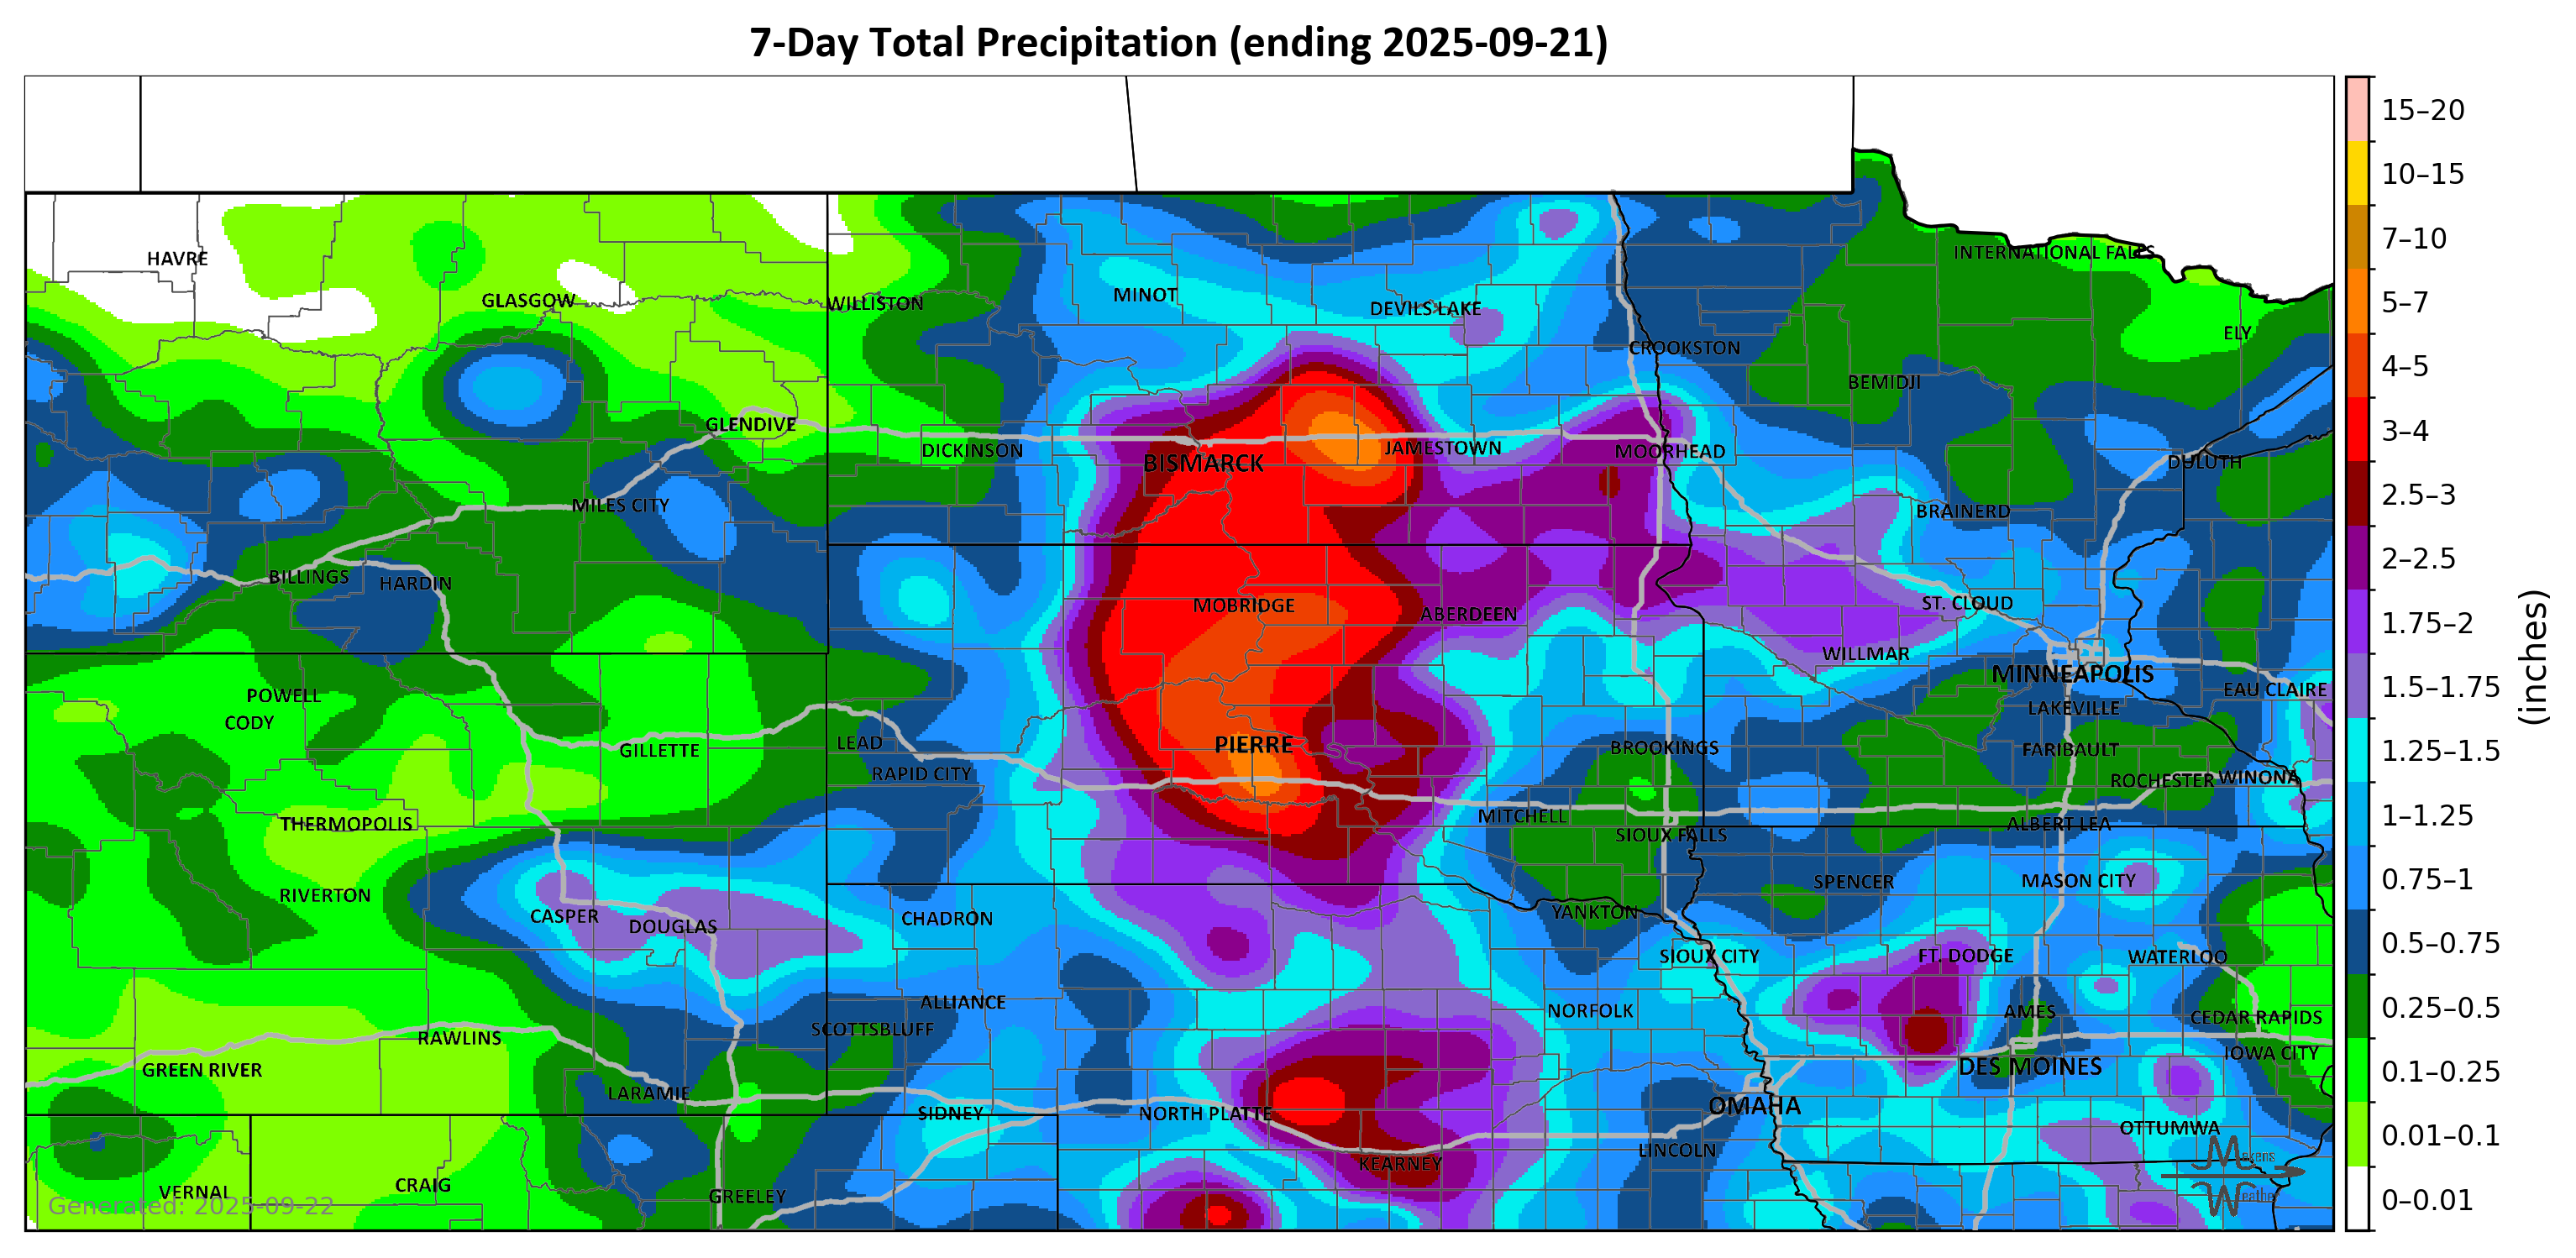 7-Day Total Precipitation (ending 2025-09-21)
15–20
10–15
7–10
5–7
4–5
3–4
2.5–3
2–2.5
1.75–2
1.5–1.75
1.25–1.5
1–1.25
0.75–1
0.5–0.75
0.25–0.5
0.1–0.25
0.01–0.1
0–0.01
(inches)
HAVRE
INTERNATIONAL FALLS
GLASGOW
WILLISTON
MINOT
DEVILS LAKE
ELY
CROOKSTON
BEMIDJI
GLENDIVE
DICKINSON
BISMARCK
JAMESTOWN
MOORHEAD
DULUTH
MILES CITY
BRAINERD
BILLINGS
HARDIN
MOBRIDGE
ABERDEEN
ST. CLOUD
WILLMAR
MINNEAPOLIS
POWELL
EAU CLAIRE
CODY
LAKEVILLE
GILLETTE
LEAD
PIERRE
BROOKINGS
FARIBAULT
RAPID CITY
ROCHESTER
WINONA
THERMOPOLIS
MITCHELL
ALBERT LEA
SIOUX FALLS
RIVERTON
SPENCER
MASON CITY
CASPER
DOUGLAS
CHADRON
YANKTON
SIOUX CITY
FT. DODGE
WATERLOO
ALLIANCE
NORFOLK
AMES
CEDAR RAPIDS
SCOTTSBLUFF
RAWLINS
IOWA CITY
GREEN RIVER
DES MOINES
LARAMIE
OMAHA
SIDNEY
NORTH PLATTE
OTTUMWA
LINCOLN
KEARNEY
VERNAL
CRAIG
GREELEY
Makens
Weather
Generated: 2025-09-22